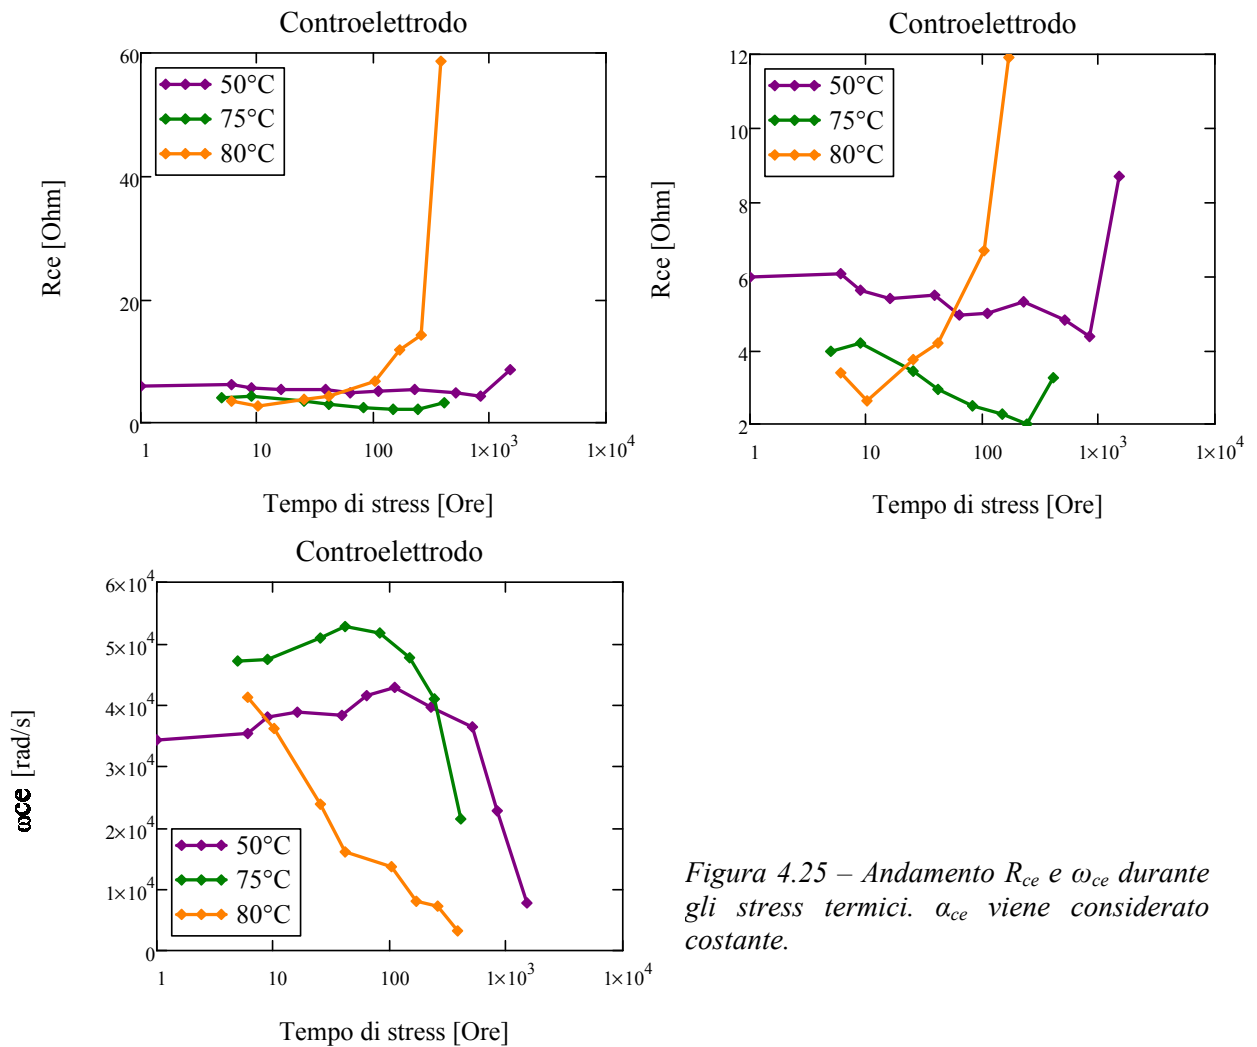 Controelettrodo
60
40
20
0
Rce [Ohm]
50°C
75°C
80°C
1 10 100 1×10³ 1×10⁴
Tempo di stress [Ore]
Controelettrodo
12
10
8
6
4
2
Rce [Ohm]
50°C
75°C
80°C
1 10 100 1×10³ 1×10⁴
Tempo di stress [Ore]
Controelettrodo
6×10⁴
5×10⁴
4×10⁴
3×10⁴
2×10⁴
1×10⁴
0
ωce [rad/s]
50°C
75°C
80°C
1 10 100 1×10³ 1×10⁴
Tempo di stress [Ore]
Figura 4.25 – Andamento Rce e ωce durante
gli stress termici. αce viene considerato
costante.